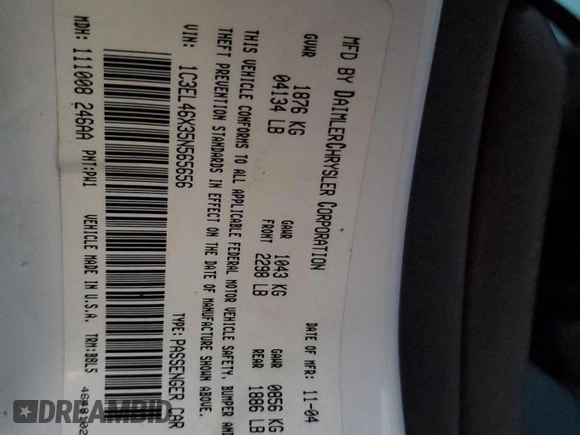 MFD BY DAIMLERCHRYSLER CORPORATION DATE OF MFR: 11-04
GVWR 1876 KG 04134 LB
GAWR FRONT 1043 KG 2298 LB
GAWR REAR 0856 KG 1886 LB
THIS VEHICLE CONFORMS TO ALL APPLICABLE FEDERAL MOTOR VEHICLE SAFETY, BUMPER AND
THEFT PREVENTION STANDARDS IN EFFECT ON THE DATE OF MANUFACTURE SHOWN ABOVE.
VIN: 1C3EL46X35N565656 TYPE: PASSENGER CAR
MDH: 111008 246AA PNT: PW1 VEHICLE MADE IN U.S.A. TRM: B8L5
DREAMBID